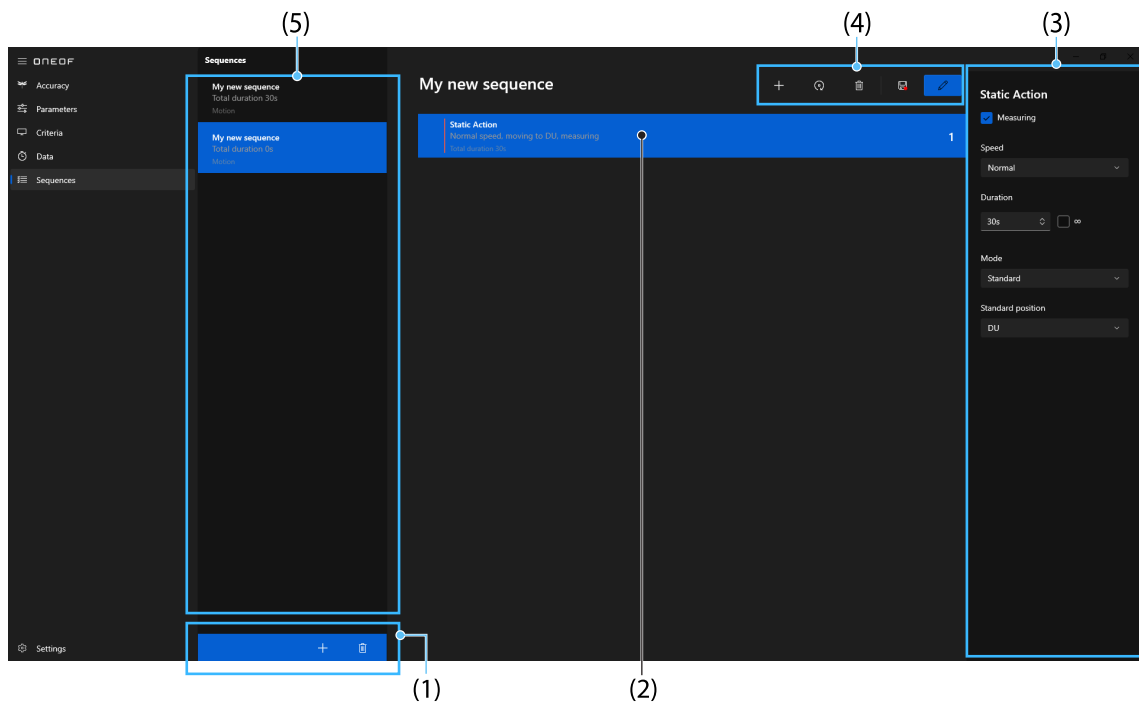 (5)
(4)
(3)
ONEOF
Accuracy
Parameters
Criteria
Data
Sequences
Settings
Sequences
My new sequence
Total duration 30s
Motion
My new sequence
Total duration 0s
Motion
My new sequence
Static Action
Normal speed, moving to DU, measuring
Total duration 30s
1
Static Action
Measuring
Speed
Normal
Duration
30s
∞
Mode
Standard
Standard position
DU
(1)
(2)